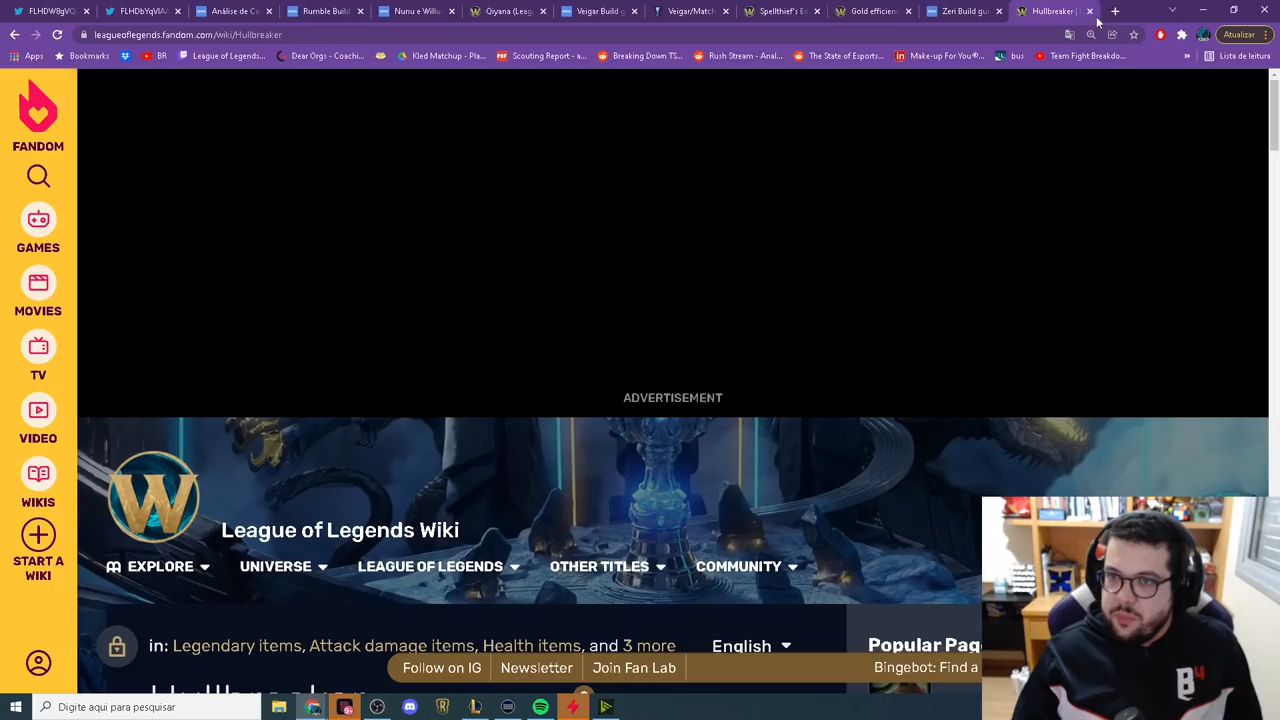 FLHDW8gQ
FLHDbYqVIA
Análise de Ca
Rumble Build
Nunu e Willu
Qiyana (Leag
Veigar Build g
Veigar/Match
Spellthief's Ed
Gold efficienc
Zeri Build gu
Hullbreaker
leagueoflegends.fandom.com/wiki/Hullbreaker
Atualizar
Apps
Bookmarks
BR
League of Legends...
Dear Orgs - Coachi...
Kled Matchup - Pla...
Scouting Report - a...
Breaking Down TS...
Rush Stream - Anal...
The State of Esports...
Make-up For You ®...
bus
Team Fight Breakdo...
»
Lista de leitura
FANDOM
GAMES
MOVIES
TV
VIDEO
WIKIS
START A
WIKI
ADVERTISEMENT
W
League of Legends Wiki
EXPLORE
UNIVERSE
LEAGUE OF LEGENDS
OTHER TITLES
COMMUNITY
in: Legendary items, Attack damage items, Health items, and 3 more
English
Popular Pag
Follow on IG
Newsletter
Join Fan Lab
Bingebot: Find a
Digite aqui para pesquisar